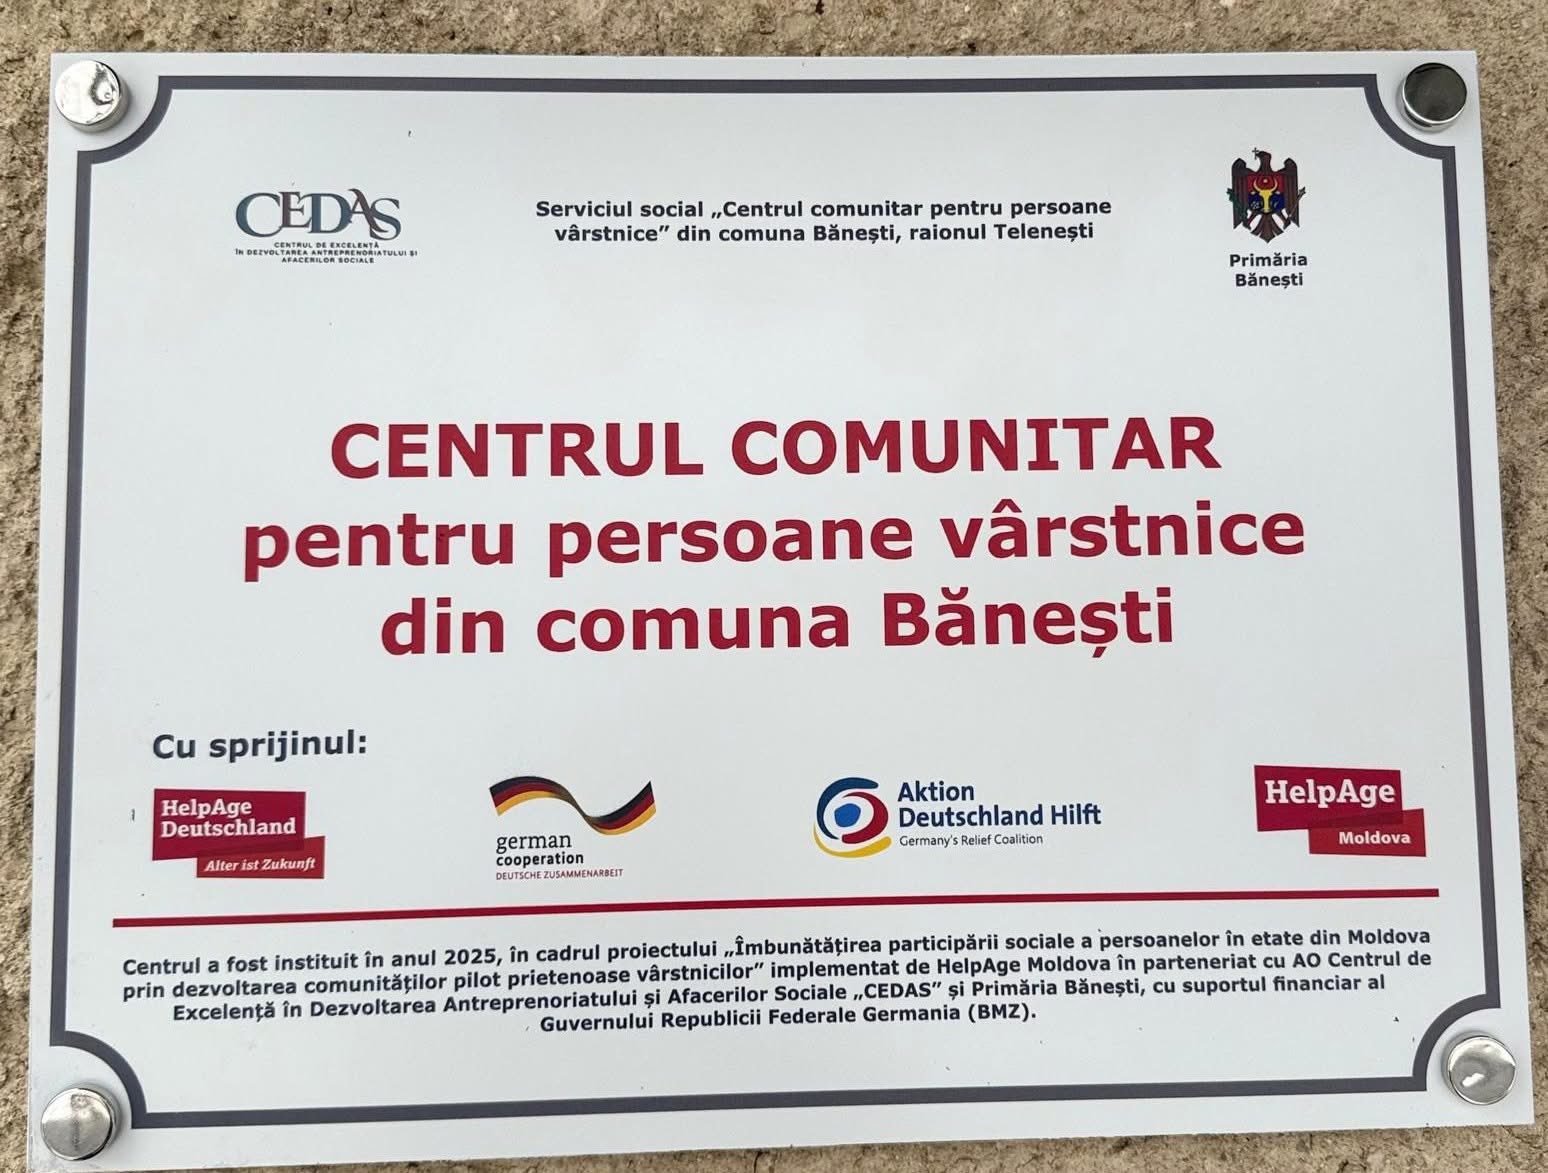 CEDAS
CENTRUL DE EXCELENȚĂ
ÎN DEZVOLTAREA ANTREPRENORIATULUI ȘI
AFACERILOR SOCIALE
Serviciul social „Centrul comunitar pentru persoane
vârstnice” din comuna Bănești, raionul Telenești
Primăria
Bănești
CENTRUL COMUNITAR
pentru persoane vârstnice
din comuna Bănești
Cu sprijinul:
HelpAge
Deutschland
Alter ist Zukunft
german
cooperation
DEUTSCHE ZUSAMMENARBEIT
Aktion
Deutschland Hilft
Germany's Relief Coalition
HelpAge
Moldova
Centrul a fost instituit în anul 2025, în cadrul proiectului „Îmbunătățirea participării sociale a persoanelor în etate din Moldova
prin dezvoltarea comunităților pilot prietenoase vârstnicilor” implementat de HelpAge Moldova în parteneriat cu AO Centrul de
Excelență în Dezvoltarea Antreprenoriatului și Afacerilor Sociale „CEDAS” și Primăria Bănești, cu suportul financiar al
Guvernului Republicii Federale Germania (BMZ).